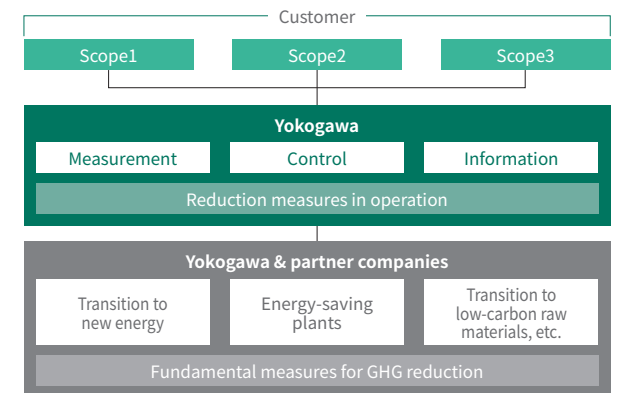 Customer
Scope1
Scope2
Scope3
Yokogawa
Measurement
Control
Information
Reduction measures in operation
Yokogawa & partner companies
Transition to
new energy
Energy-saving
plants
Transition to
low-carbon raw
materials, etc.
Fundamental measures for GHG reduction